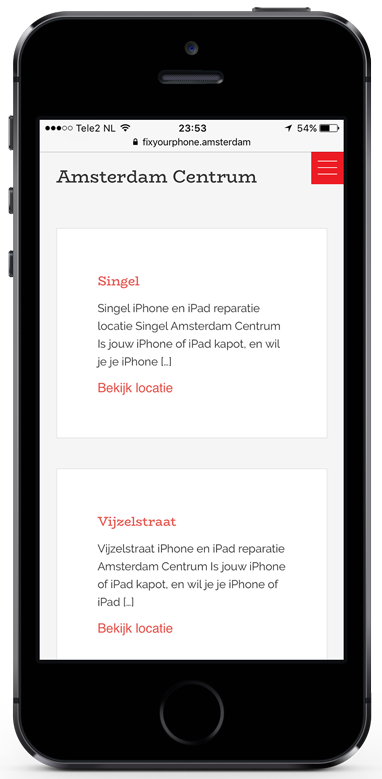 Tele2 NL 23:53 54%
fixyourphone.amsterdam
Amsterdam Centrum
Singel
Singel iPhone en iPad reparatie
locatie Singel Amsterdam Centrum
Is jouw iPhone of iPad kapot, en wil
je je iPhone [...]
Bekijk locatie
Vijzelstraat
Vijzelstraat iPhone en iPad reparatie
Amsterdam Centrum Is jouw iPhone
of iPad kapot, en wil je je iPhone of
iPad [...]
Bekijk locatie